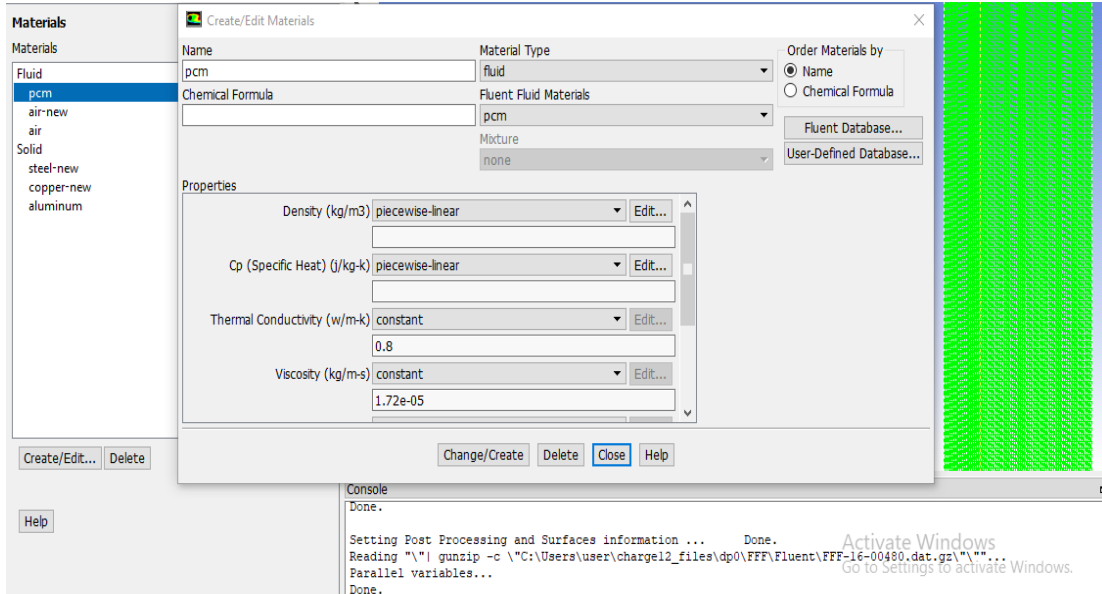 Materials
Materials
Fluid
pcm
air-new
air
Solid
steel-new
copper-new
aluminum
Create/Edit... Delete
Help
Create/Edit Materials
Name
pcm
Chemical Formula
Material Type
fluid
Fluent Fluid Materials
pcm
Mixture
none
Order Materials by
Name
Chemical Formula
Fluent Database...
User-Defined Database...
Properties
Density (kg/m3) piecewise-linear Edit...
Cp (Specific Heat) (j/kg-k) piecewise-linear Edit...
Thermal Conductivity (w/m-k) constant Edit...
0.8
Viscosity (kg/m-s) constant Edit...
1.72e-05
Change/Create Delete Close Help
Console
Done.
Setting Post Processing and Surfaces information ... Done.
Reading "\"| gunzip -c \"C:\Users\user\charge12_files\dp0\FFF\Fluent\FFF-16-00480.dat.gz\"\""...
Parallel variables...
Done.
Activate Windows
Go to Settings to activate Windows.